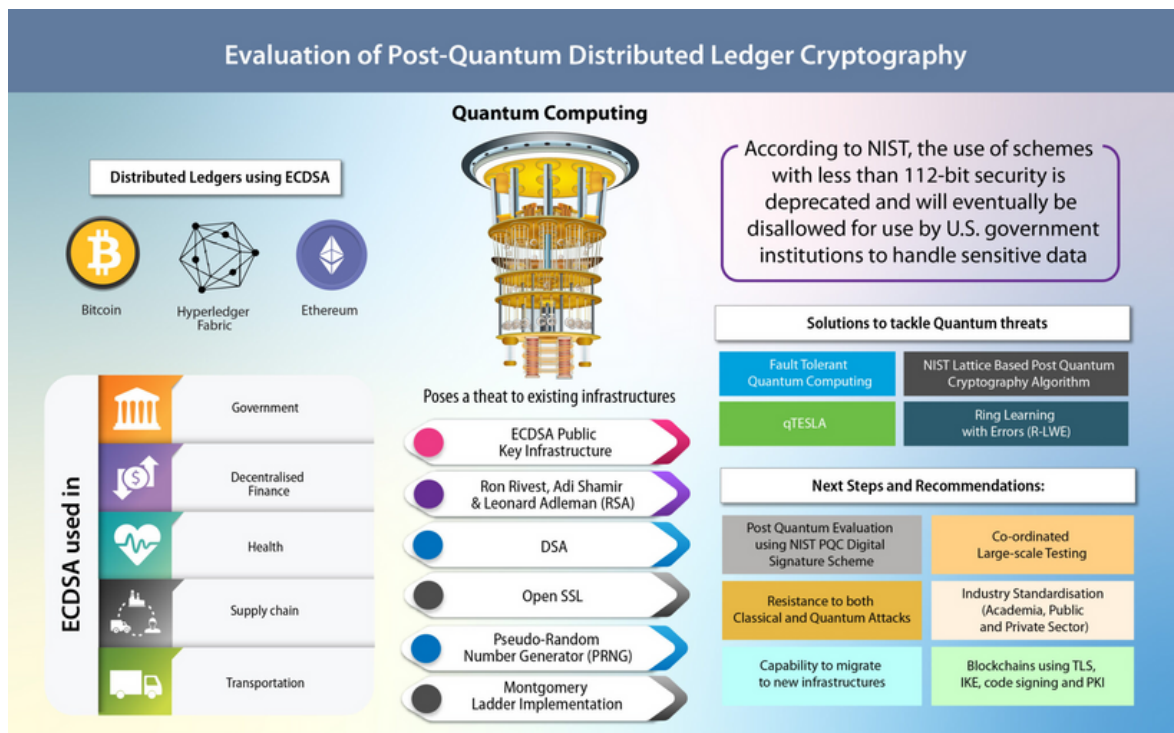 Evaluation of Post-Quantum Distributed Ledger Cryptography
Distributed Ledgers using ECDSA
Bitcoin
Hyperledger
Fabric
Ethereum
ECDSA used in
Government
Decentralised
Finance
Health
Supply chain
Transportation
Quantum Computing
Poses a threat to existing infrastructures
ECDSA Public
Key Infrastructure
Ron Rivest, Adi Shamir
& Leonard Adleman (RSA)
DSA
Open SSL
Pseudo-Random
Number Generator (PRNG)
Montgomery
Ladder Implementation
According to NIST, the use of schemes
with less than 112-bit security is
deprecated and will eventually be
disallowed for use by U.S. government
institutions to handle sensitive data
Solutions to tackle Quantum threats
Fault Tolerant
Quantum Computing
NIST Lattice Based Post Quantum
Cryptography Algorithm
qTESLA
Ring Learning
with Errors (R-LWE)
Next Steps and Recommendations:
Post Quantum Evaluation
using NIST PQC Digital
Signature Scheme
Co-ordinated
Large-scale Testing
Resistance to both
Classical and Quantum Attacks
Industry Standardisation
(Academia, Public
and Private Sector)
Capability to migrate
to new infrastructures
Blockchains using TLS,
IKE, code signing and PKI